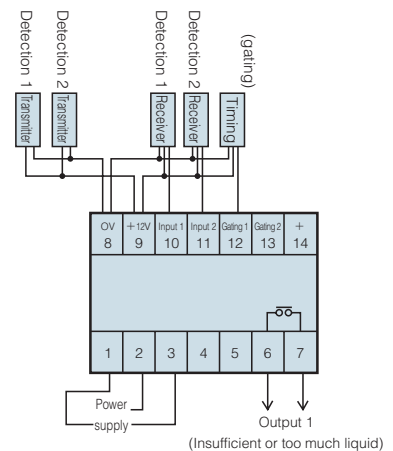 Detection 1
Detection 2
Detection 1
Detection 2
(gating)
Transmitter
Transmitter
Receiver
Receiver
Timing
OV
+12V
Input 1
Input 2
Gating 1
Gating 2
+
8
9
10
11
12
13
14
1
2
3
4
5
6
7
Power
supply
Output 1
(Insufficient or too much liquid)